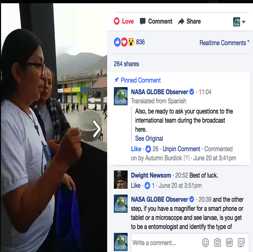 Love Comment Share
838
Realtime Comments
264 shares
Pinned Comment
NASA GLOBE Observer · 11:04
Translated from Spanish
Also, be ready to ask your questions to the
international team during the broadcast
here.
See Original
Like · 26 · Unpin Comment · Commented
on by Autumn Burdick [?] · June 20 at 3:41pm
Dwight Newsom · 20:52 Best of luck.
Like · 1 · June 20 at 3:51pm
NASA GLOBE Observer · 20:38 and the other
step, if you have a magnifier for a smart phone or
tablet or a microscope and see larvae, is you get
to be a entomologist and identify the type of
Write a comment...